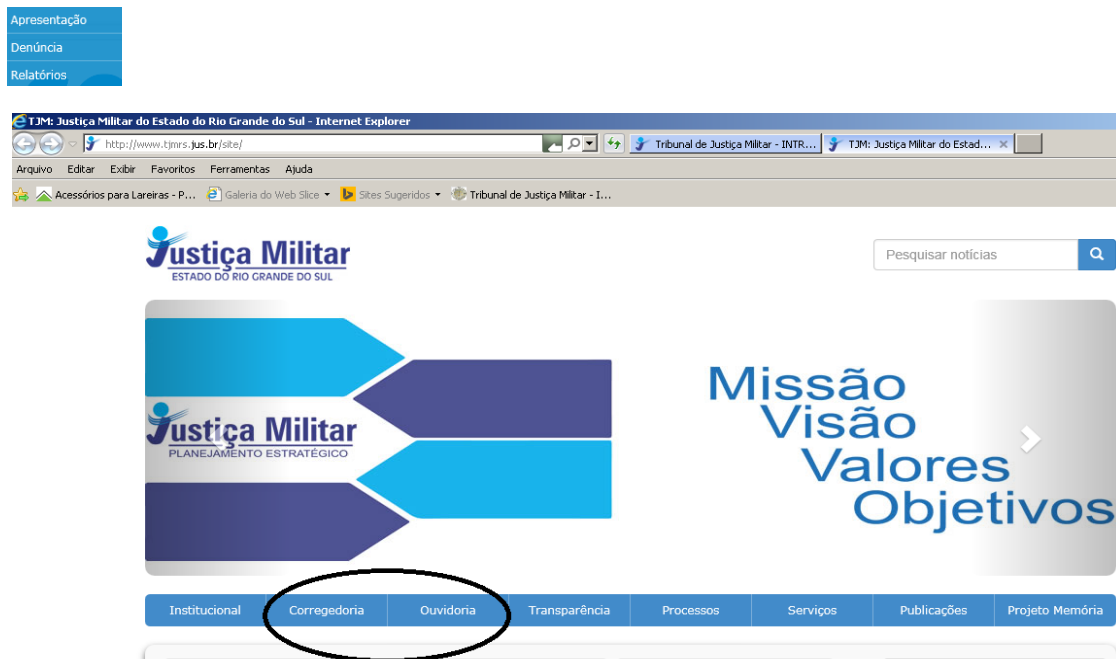 Apresentação
Denúncia
Relatórios
TJM: Justiça Militar do Estado do Rio Grande do Sul - Internet Explorer
http://www.tjmrs.jus.br/site/ Tribunal de Justiça Militar - INTR... TJM: Justiça Militar do Estad...
Arquivo Editar Exibir Favoritos Ferramentas Ajuda
Acessórios para Lareiras - P... Galeria do Web Slice Sites Sugeridos Tribunal de Justiça Militar - I...
Justiça Militar
ESTADO DO RIO GRANDE DO SUL
Pesquisar notícias
Justiça Militar
PLANEJAMENTO ESTRATÉGICO
Missão
Visão
Valores
Objetivos
Institucional Corregedoria Ouvidoria Transparência Processos Serviços Publicações Projeto Memória